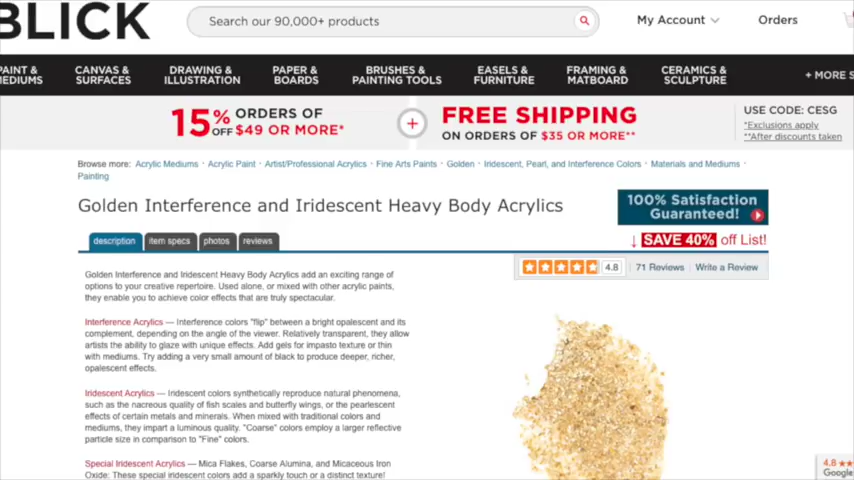 BLICK
Search our 90,000+ products
My Account
Orders
PAINT & MEDIUMS
CANVAS & SURFACES
DRAWING & ILLUSTRATION
PAPER & BOARDS
BRUSHES & PAINTING TOOLS
EASELS & FURNITURE
FRAMING & MATBOARD
CERAMICS & SCULPTURE
+ MORE S
15% OFF ORDERS OF $49 OR MORE*
+
FREE SHIPPING
ON ORDERS OF $35 OR MORE**
USE CODE: CESG
*Exclusions apply
**After discounts taken
Browse more: Acrylic Mediums · Acrylic Paint · Artist/Professional Acrylics · Fine Arts Paints · Golden · Iridescent, Pearl, and Interference Colors · Materials and Mediums ·
Painting
Golden Interference and Iridescent Heavy Body Acrylics
100% Satisfaction
Guaranteed!
↓ SAVE 40% off List!
description
item specs
photos
reviews
4.8
71 Reviews
Write a Review
Golden Interference and Iridescent Heavy Body Acrylics add an exciting range of
options to your creative repertoire. Used alone, or mixed with other acrylic paints,
they enable you to achieve color effects that are truly spectacular.
Interference Acrylics — Interference colors "flip" between a bright opalescent and its
complement, depending on the angle of the viewer. Relatively transparent, they allow
artists the ability to glaze with unique effects. Add gels for impasto texture or thin
with mediums. Try adding a very small amount of black to produce deeper, richer,
opalescent effects.
Iridescent Acrylics — Iridescent colors synthetically reproduce natural phenomena,
such as the nacreous quality of fish scales and butterfly wings, or the pearlescent
effects of certain metals and minerals. When mixed with traditional colors and
mediums, they impart a luminous quality. "Coarse" colors employ a larger reflective
particle size in comparison to "Fine" colors.
Special Iridescent Acrylics — Mica Flakes, Coarse Alumina, and Micaceous Iron
Oxide: These special iridescent colors add a sparkly touch or a distinct texture!
4.8 ★★
Google